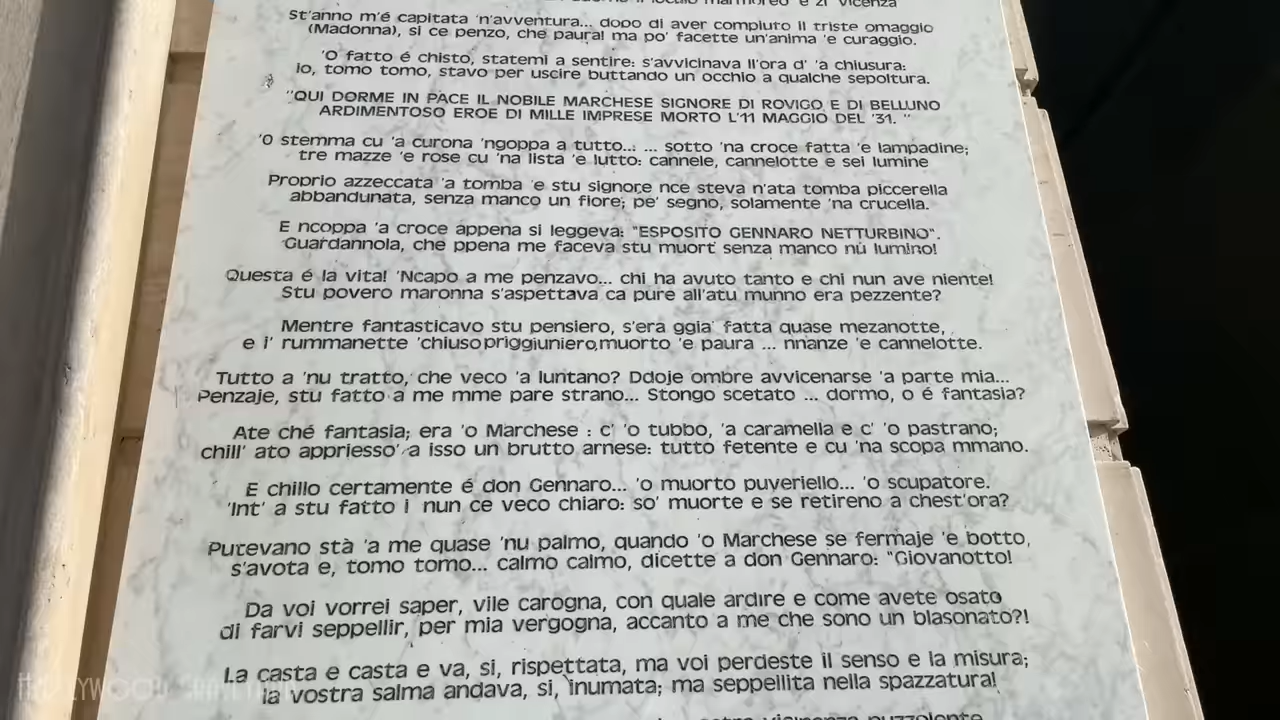 e zi' Vicenza
St'anno m'é capitata 'n'avventura... dopo di aver compiuto il triste omaggio
(Madonna), si ce penzo, che paura! ma po' facette un'anima 'e curaggio.
'O fatto é chisto, statemi a sentire: s'avvicinava ll'ora d' 'a chiusura:
io, tomo tomo, stavo per uscire buttando un occhio a qualche sepoltura.
"QUI DORME IN PACE IL NOBILE MARCHESE SIGNORE DI ROVIGO E DI BELLUNO
ARDIMENTOSO EROE DI MILLE IMPRESE MORTO L'11 MAGGIO DEL '31. "
'O stemma cu 'a curona 'ngoppa a tutto... ... sotto 'na croce fatta 'e lampadine;
tre mazze 'e rose cu 'na lista 'e lutto: cannele, cannelotte e sei lumine
Proprio azzeccata 'a tomba 'e stu signore nce steva n'ata tomba piccerella
abbandunata, senza manco un fiore; pe' segno, solamente 'na crucella.
E ncoppa 'a croce appena si leggeva: "ESPOSITO GENNARO NETTURBINO".
Guardannola, che ppena me faceva stu muort' senza manco nu lumino!
Questa é la vita! 'Ncapo a me penzavo... chi ha avuto tanto e chi nun ave niente!
Stu povero maronna s'aspettava ca pure all'atu munno era pezzente?
Mentre fantasticavo stu pensiero, s'era ggia' fatta quase mezanotte,
e i' rummanette 'chiuso priggiuniero, muorto 'e paura ... nnanze 'e cannelotte.
Tutto a 'nu tratto, che veco 'a luntano? Ddoje ombre avvicenarse 'a parte mia...
Penzaje, stu fatto a me mme pare strano... Stongo scetato ... dormo, o é fantasia?
Ate ché fantasia; era 'o Marchese : c' 'o tubbo, 'a caramella e c' 'o pastrano;
chill' ato appriesso' a isso un brutto arnese: tutto fetente e cu 'na scopa mmano.
E chillo certamente é don Gennaro... 'o muorto puveriello... 'o scupatore.
'Int' a stu fatto i nun ce veco chiaro: so' muorte e se retireno a chest'ora?
Putevano stà 'a me quase 'nu palmo, quando 'o Marchese se fermaje 'e botto,
s'avota e, tomo tomo... calmo calmo, dicette a don Gennaro: "Giovanotto!
Da voi vorrei saper, vile carogna, con quale ardire e come avete osato
di farvi seppellir, per mia vergogna, accanto a me che sono un blasonato?!
La casta e casta e va, si, rispettata, ma voi perdeste il senso e la misura;
la vostra salma andava, si, inumata; ma seppellita nella spazzatura!